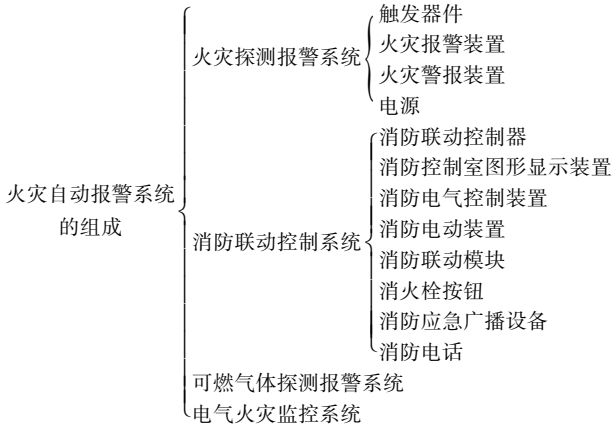 火灾自动报警系统
的组成
火灾探测报警系统
触发器件
火灾报警装置
火灾警报装置
电源
消防联动控制系统
消防联动控制器
消防控制室图形显示装置
消防电气控制装置
消防电动装置
消防联动模块
消火栓按钮
消防应急广播设备
消防电话
可燃气体探测报警系统
电气火灾监控系统